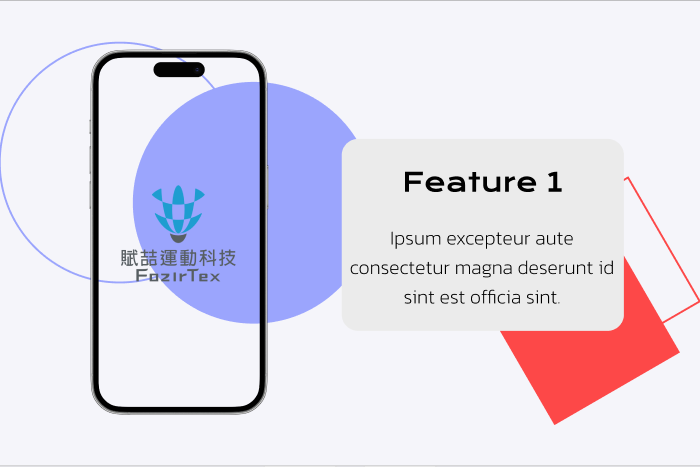 賦喆運動科技
FozirTex
Feature 1
Ipsum excepteur aute
consectetur magna deserunt id
sint est officia sint.